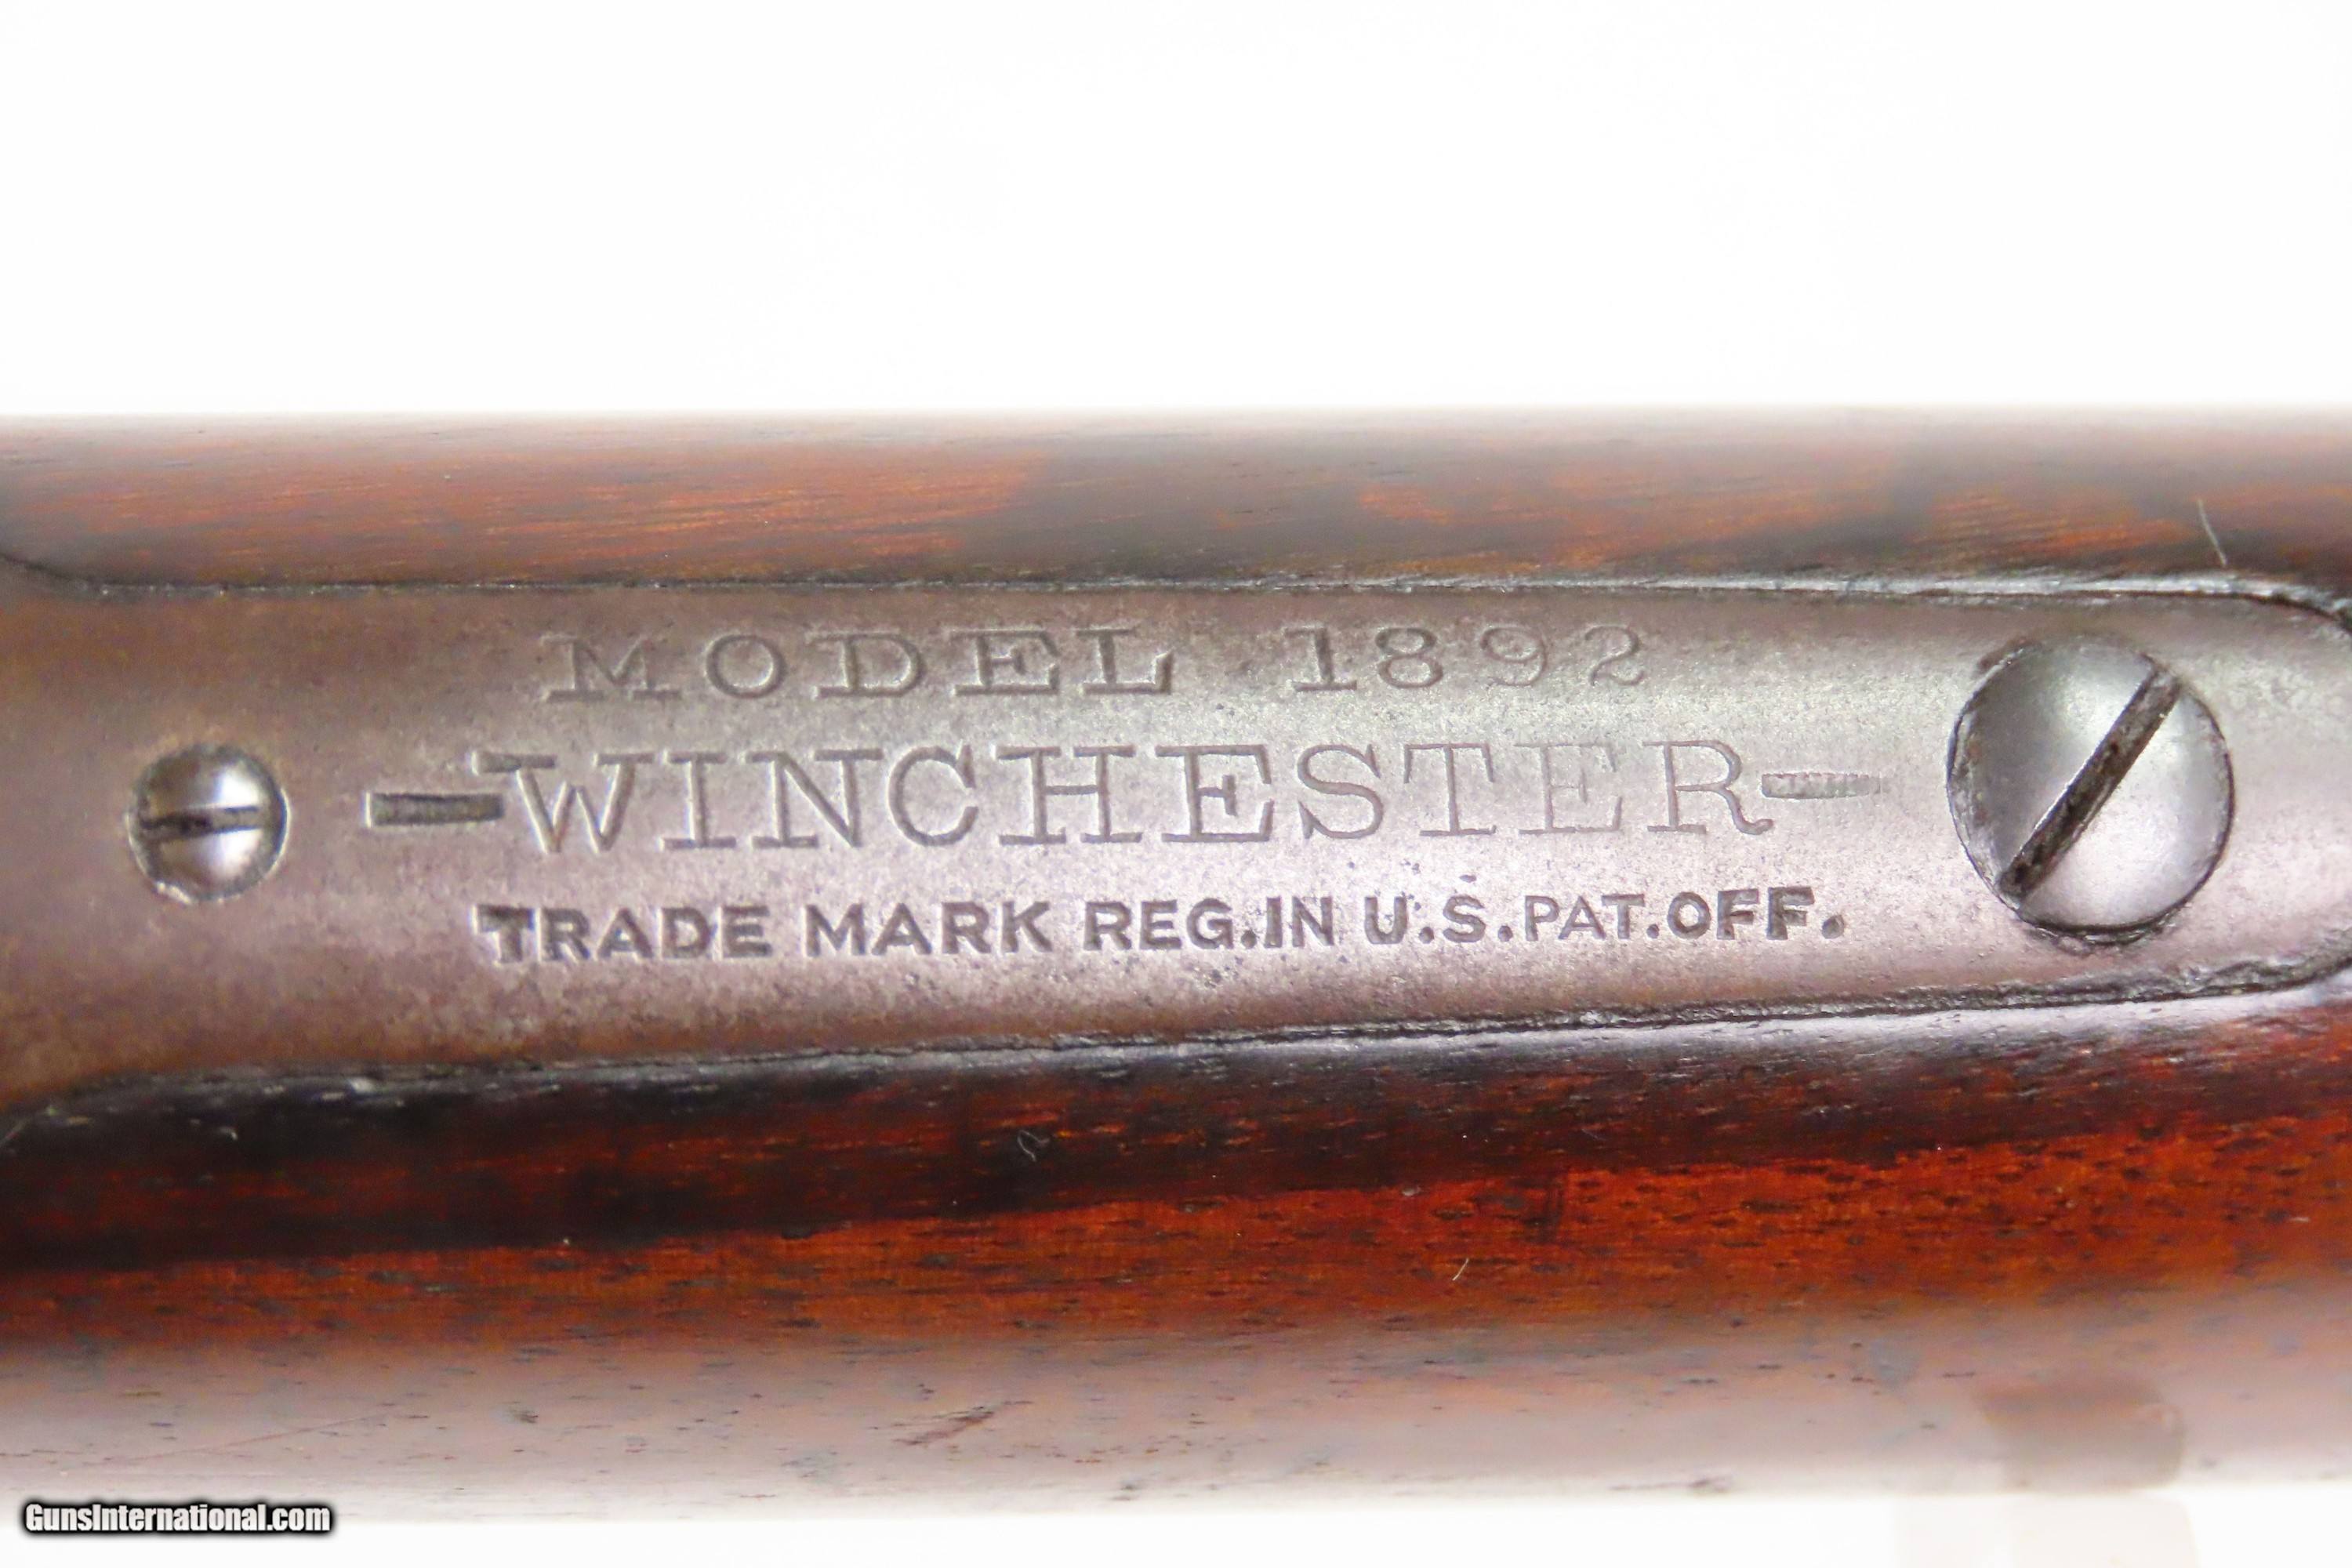 MODEL 1892
-WINCHESTER-
TRADE MARK REG.IN U.S.PAT.OFF.
GunsInternational.com